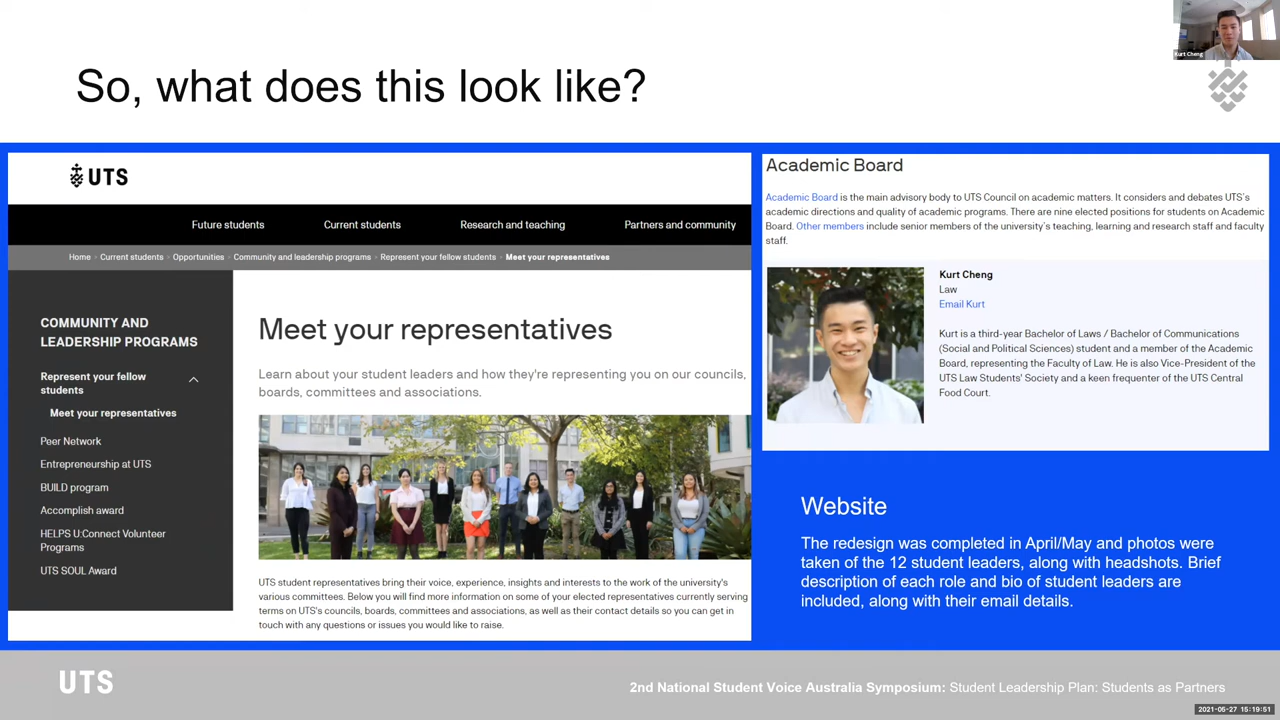 Kurt Cheng
So, what does this look like?
UTS
Future students
Current students
Research and teaching
Partners and community
Home
Current students
Opportunities
Community and leadership programs
Represent your fellow students
Meet your representatives
COMMUNITY AND
LEADERSHIP PROGRAMS
Represent your fellow
students
Meet your representatives
Peer Network
Entrepreneurship at UTS
BUILD program
Accomplish award
HELPS U:Connect Volunteer
Programs
UTS SOUL Award
Meet your representatives
Learn about your student leaders and how they're representing you on our councils,
boards, committees and associations.
UTS student representatives bring their voice, experience, insights and interests to the work of the university's
various committees. Below you will find more information on some of your elected representatives currently serving
terms on UTS's councils, boards, committees and associations, as well as their contact details so you can get in
touch with any questions or issues you would like to raise.
Academic Board
Academic Board is the main advisory body to UTS Council on academic matters. It considers and debates UTS's
academic directions and quality of academic programs. There are nine elected positions for students on Academic
Board. Other members include senior members of the university's teaching, learning and research staff and faculty
staff.
Kurt Cheng
Law
Email Kurt
Kurt is a third-year Bachelor of Laws / Bachelor of Communications
(Social and Political Sciences) student and a member of the Academic
Board, representing the Faculty of Law. He is also Vice-President of the
UTS Law Students' Society and a keen frequenter of the UTS Central
Food Court.
Website
The redesign was completed in April/May and photos were
taken of the 12 student leaders, along with headshots. Brief
description of each role and bio of student leaders are
included, along with their email details.
UTS
2nd National Student Voice Australia Symposium: Student Leadership Plan: Students as Partners
2021-05-27 15:19:51